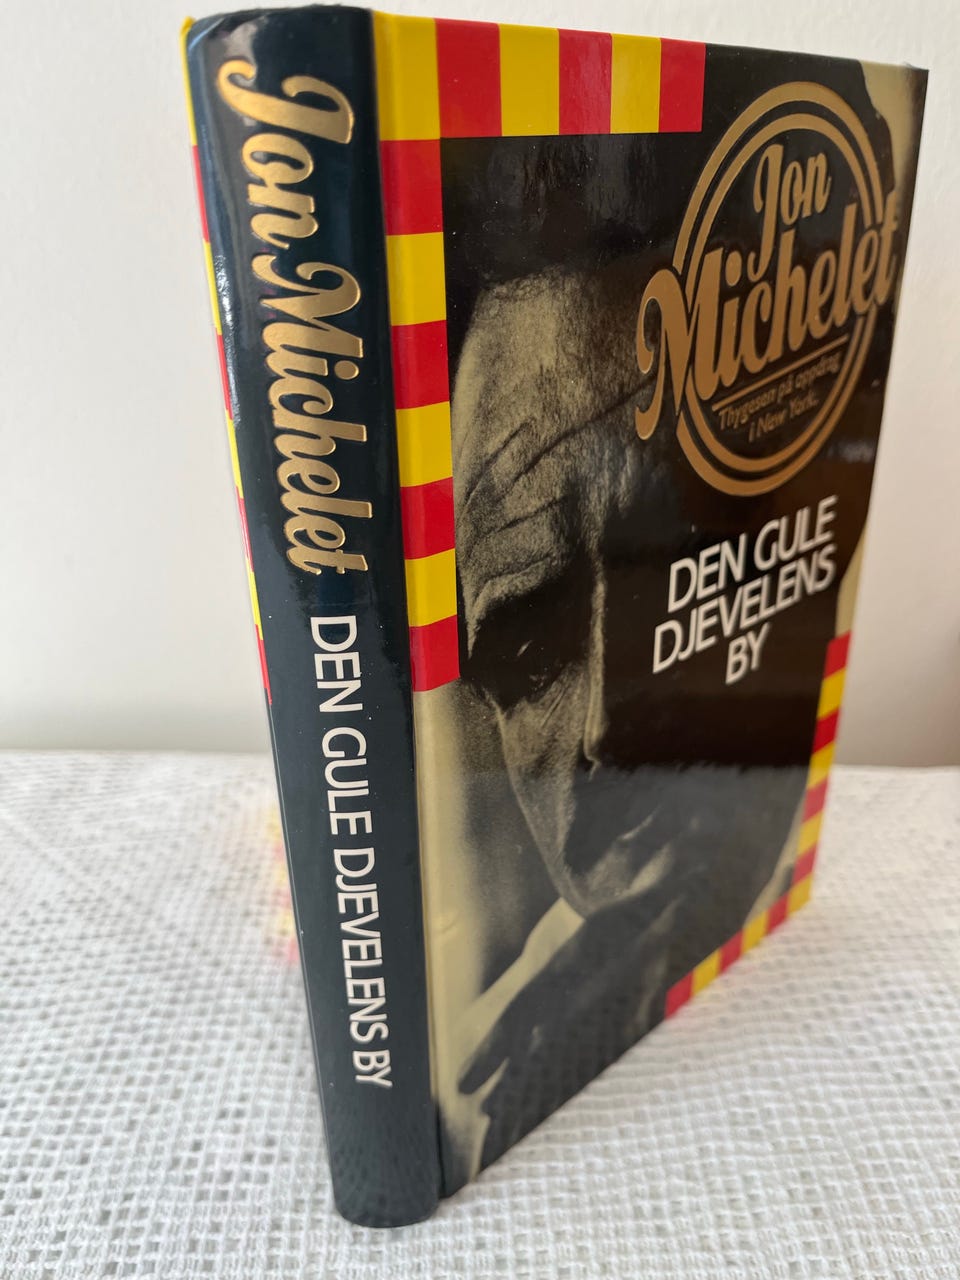 Jon Michelet DEN GULE DJEVELENS BY
Jon
Michelet
Thygesen på oppdrag
i New York..
DEN GULE
DJEVELENS
BY